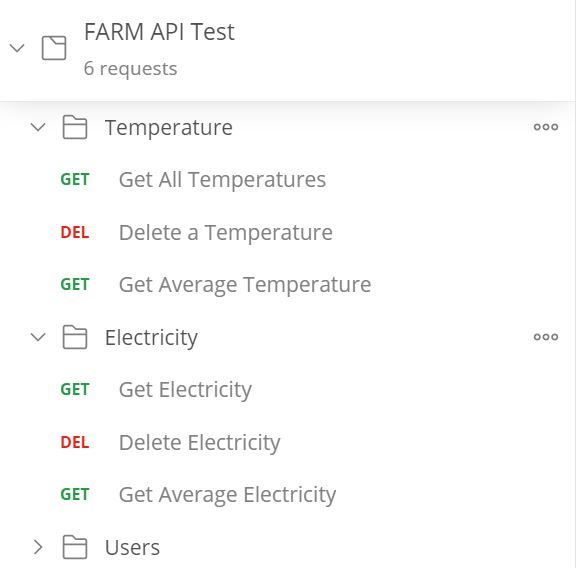 FARM API Test
6 requests
Temperature
GET Get All Temperatures
DEL Delete a Temperature
GET Get Average Temperature
Electricity
GET Get Electricity
DEL Delete Electricity
GET Get Average Electricity
Users